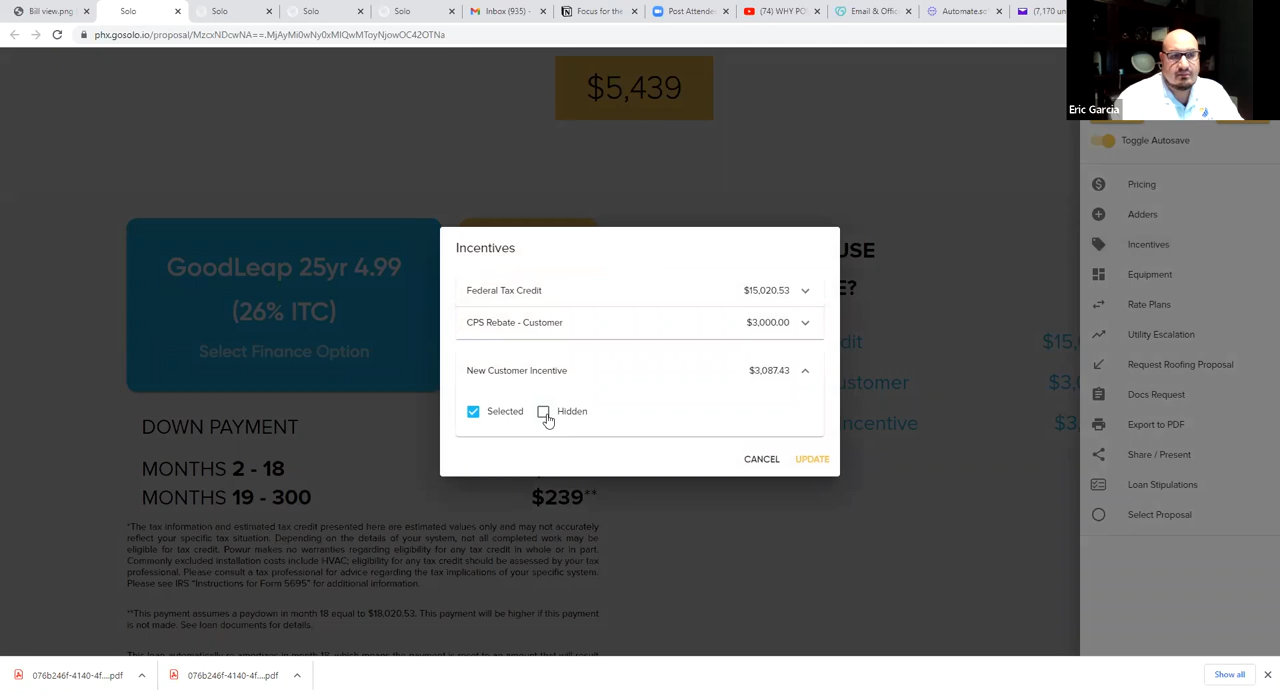 Bill view.png
Solo
Solo
Solo
Solo
Inbox (935) -
Focus for the
Post Attende
(74) WHY PO
Email & Offi
Automate.sc
(7,170 un
phx.gosolo.io/proposal/MzcxNDcwNA==.MjAyMi0wNy0xMlQwMToyNjowOC42OTNa
$5,439
Eric Garcia
Toggle Autosave
Pricing
Adders
Incentives
Equipment
Rate Plans
Utility Escalation
Request Roofing Proposal
Docs Request
Export to PDF
Share / Present
Loan Stipulations
Select Proposal
GoodLeap 25yr 4.99
(26% ITC)
Select Finance Option
USE
E?
dit
$15,
ustomer
$3,0
centive
$3,
Incentives
Federal Tax Credit
$15,020.53
CPS Rebate - Customer
$3,000.00
New Customer Incentive
$3,087.43
Selected
Hidden
CANCEL
UPDATE
DOWN PAYMENT
MONTHS 2 - 18
MONTHS 19 - 300
$239**
*The tax information and estimated tax credit presented here are estimated values only and may not accurately
reflect your specific tax situation. Depending on the details of your system, not all completed work may be
eligible for tax credit. Powur makes no warranties regarding eligibility for any tax credit in whole or in part.
Commonly excluded installation costs include HVAC; eligibility for any tax credit should be assessed by your tax
professional. Please consult a tax professional for advice regarding the tax implications of your specific system.
Please see IRS "Instructions for Form 5695" for additional information.
**This payment assumes a paydown in month 18 equal to $18,020.53. This payment will be higher if this payment
is not made. See loan documents for details.
076b246f-4140-4f....pdf
076b246f-4140-4f....pdf
Show all